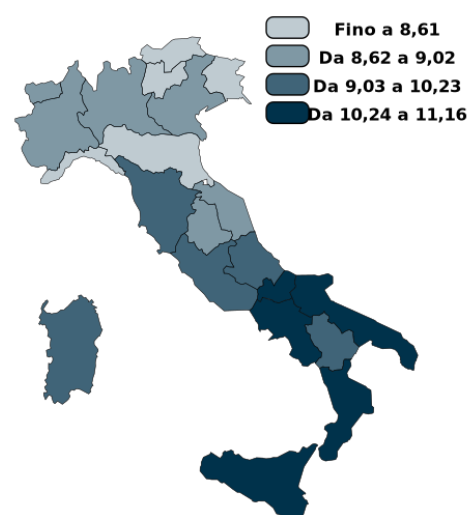 Fino a 8,61
Da 8,62 a 9,02
Da 9,03 a 10,23
Da 10,24 a 11,16